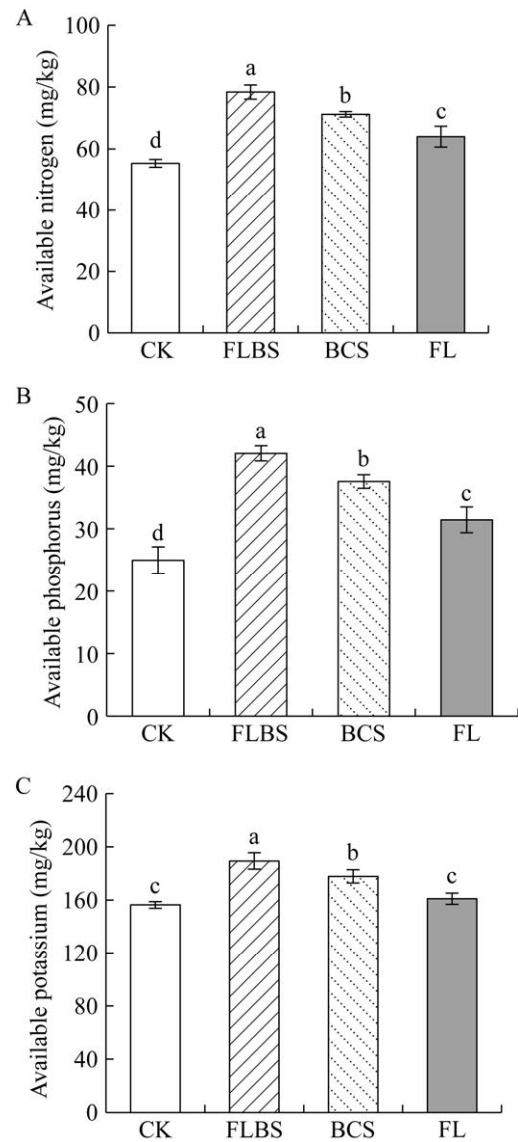 A
Available nitrogen (mg/kg)
100
80
60
40
20
0
d
a
b
c
CK
FLBS
BCS
FL
B
Available phosphorus (mg/kg)
50
40
30
20
10
0
d
a
b
c
CK
FLBS
BCS
FL
C
Available potassium (mg/kg)
240
200
160
120
80
40
0
c
a
b
c
CK
FLBS
BCS
FL